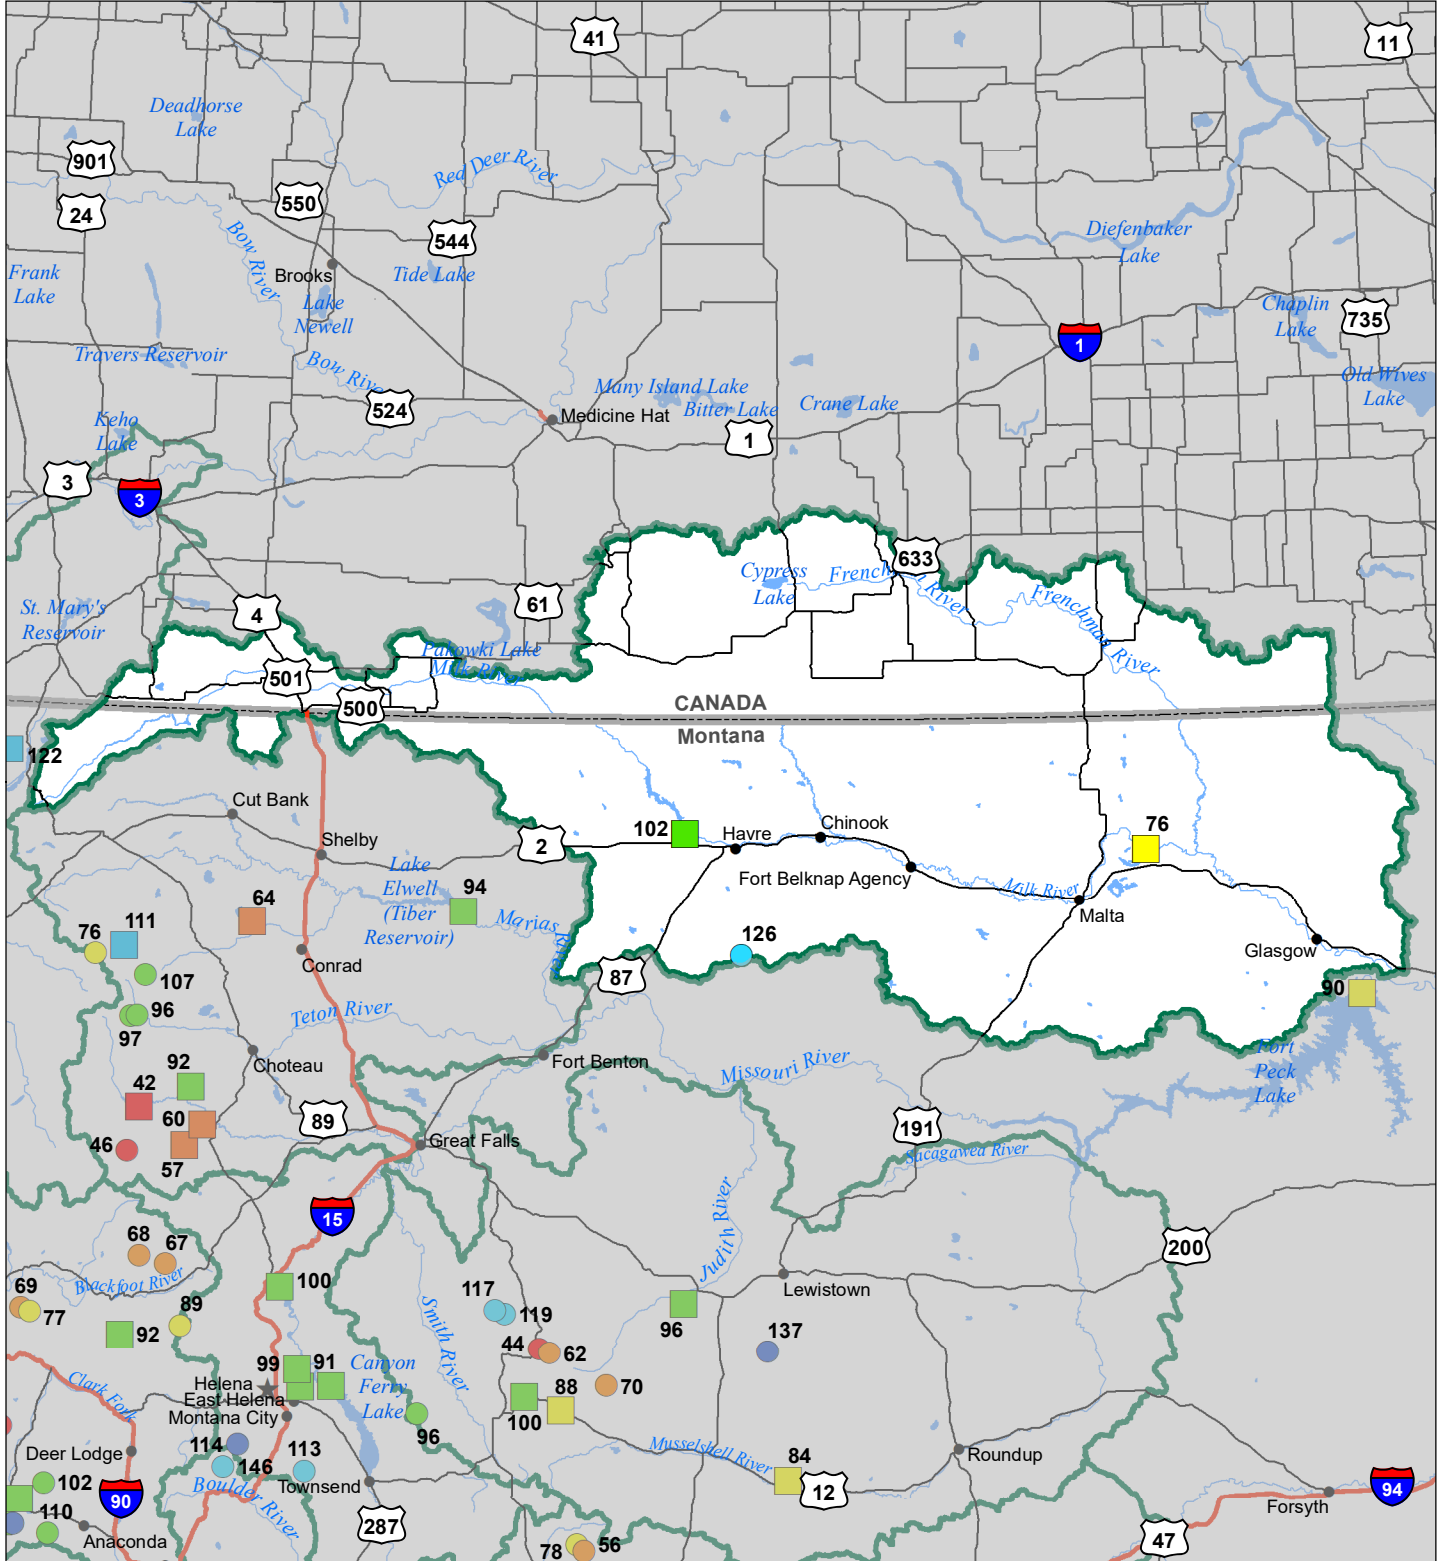 41
11
Deadhorse
Lake
901
Red Deer River
550
24
544
Bow River
Diefenbaker
Lake
Brooks
Tide Lake
Frank
Lake
Lake
Newell
Chaplin
Lake
735
1
Travers Reservoir
Bow River
Many Island Lake
Bitter Lake
Crane Lake
Old Wives
Lake
524
Medicine Hat
Keho
Lake
1
3
3
633
Cypress
Lake
Frenchman River
Frenchman River
61
4
St. Mary's
Reservoir
Pakowki Lake
Milk River
501
500
CANADA
Montana
122
Cut Bank
Shelby
2
102
Havre
Chinook
76
Lake
Elwell
(Tiber
Reservoir)
94
Fort Belknap Agency
Milk River
Malta
64
Marias River
76
111
126
Glasgow
Conrad
107
87
90
96
97
Teton River
Choteau
Fort Benton
Missouri River
Fort
Peck
Lake
92
42
60
89
191
46
57
Great Falls
Sacagawea River
15
68
67
Judith River
200
Blackfoot River
100
Lewistown
69
77
89
117
119
Smith River
92
96
137
44
62
99
91
Canyon
Ferry
Lake
Helena
East Helena
Montana City
70
88
100
96
Clark Fork
Deer Lodge
114
146
113
Musselshell River
84
Roundup
102
90
Boulder River
Townsend
12
94
Forsyth
110
Anaconda
287
47
78
56